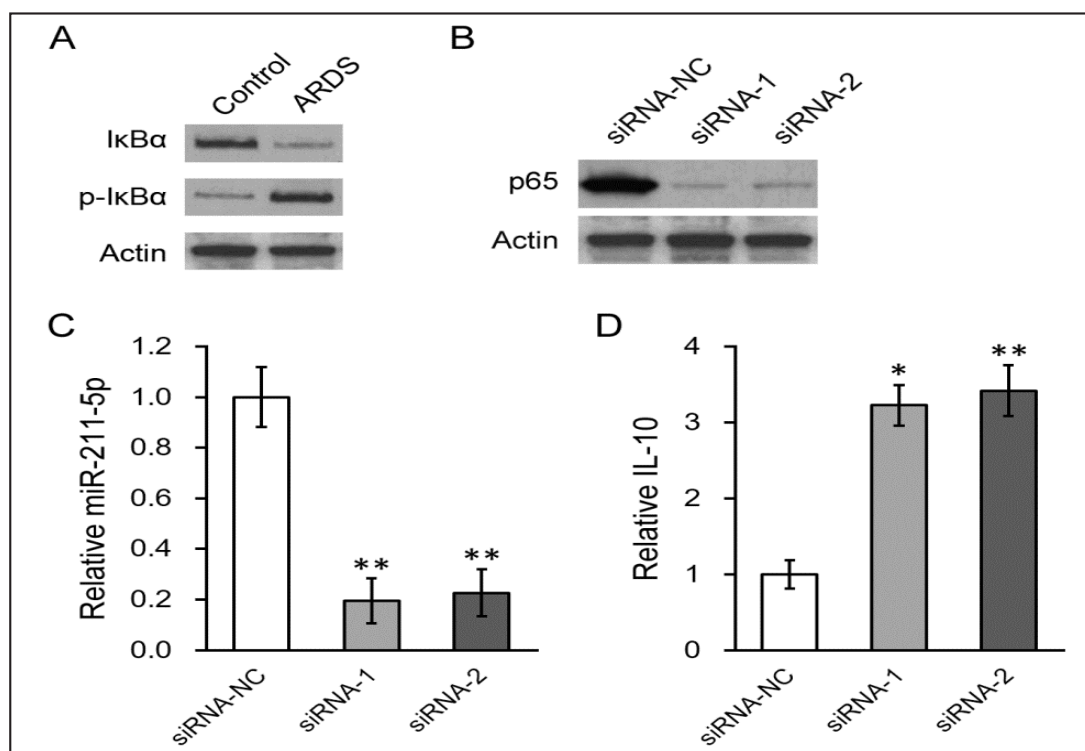 A
Control
ARDS
IκBα
p-IκBα
Actin
B
siRNA-NC
siRNA-1
siRNA-2
p65
Actin
C
Relative miR-211-5p
1.2
1.0
0.8
0.6
0.4
0.2
0.0
**
**
siRNA-NC
siRNA-1
siRNA-2
D
Relative IL-10
4
3
2
1
0
*
**
siRNA-NC
siRNA-1
siRNA-2